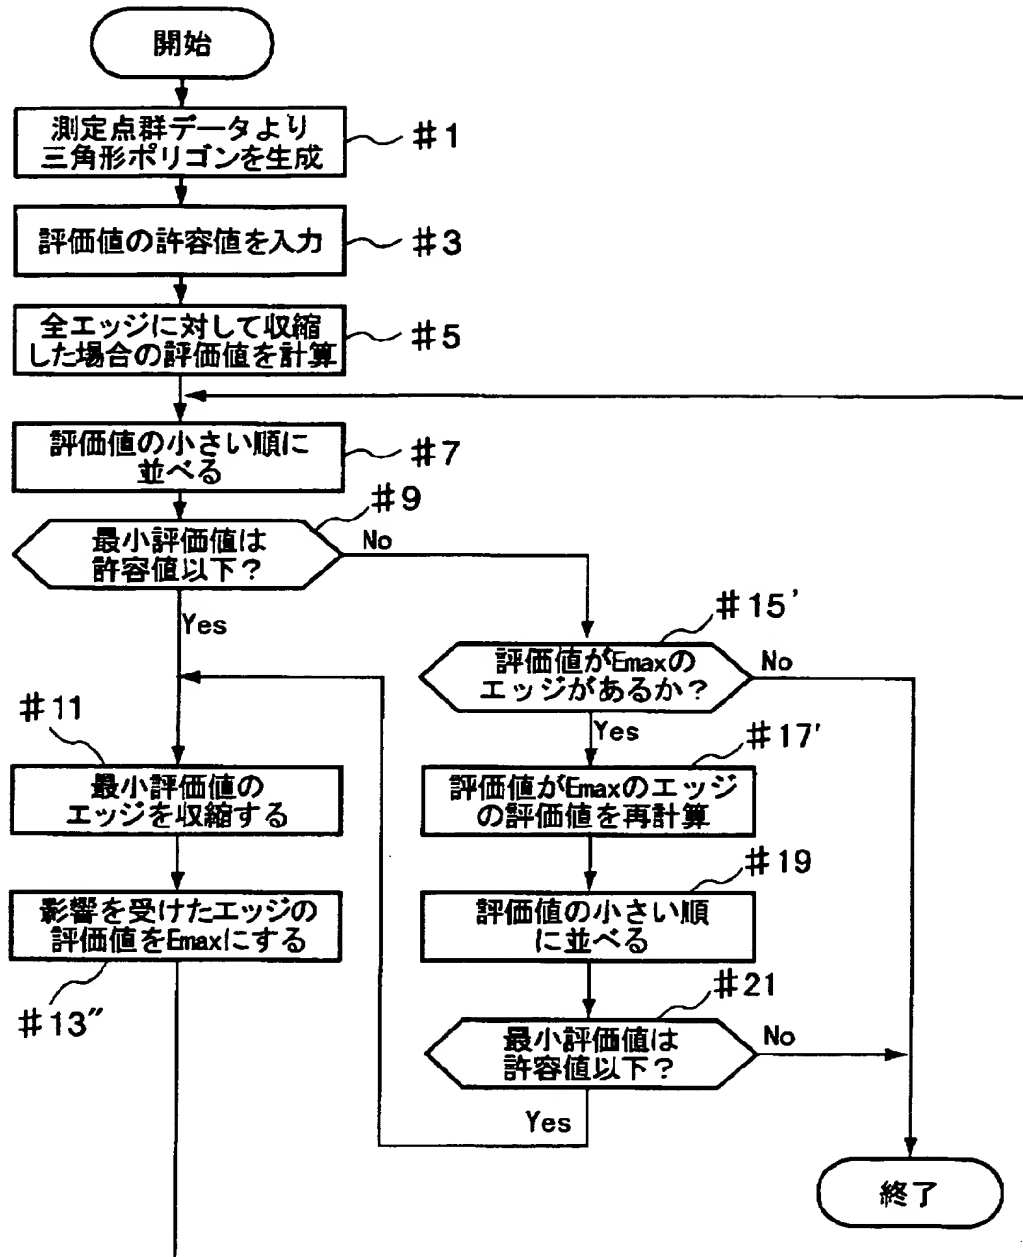 開始
測定点群データより
三角形ポリゴンを生成
#1
評価値の許容値を入力
#3
全エッジに対して収縮
した場合の評価値を計算
#5
評価値の小さい順に
並べる
#7
#9
最小評価値は
許容値以下?
No
Yes
#15'
評価値がEmaxの
エッジがあるか?
No
Yes
#11
最小評価値の
エッジを収縮する
#17'
評価値がEmaxのエッジ
の評価値を再計算
#19
評価値の小さい順
に並べる
影響を受けたエッジの
評価値をEmaxにする
#13″
#21
最小評価値は
許容値以下?
No
Yes
終了